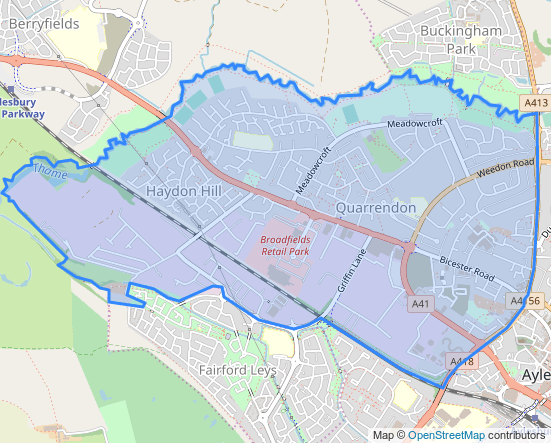 Berryfields
Buckingham
Park
lesbury
Parkway
A413
Meadowcroft
Thame
Haydon Hill
Meadowcroft
Weedon Road
Quarrendon
Broadfields
Retail Park
Griffin Lane
Bicester Road
A41
A4156
A418
Fairford Leys
Ayle
Map © OpenStreetMap contributors